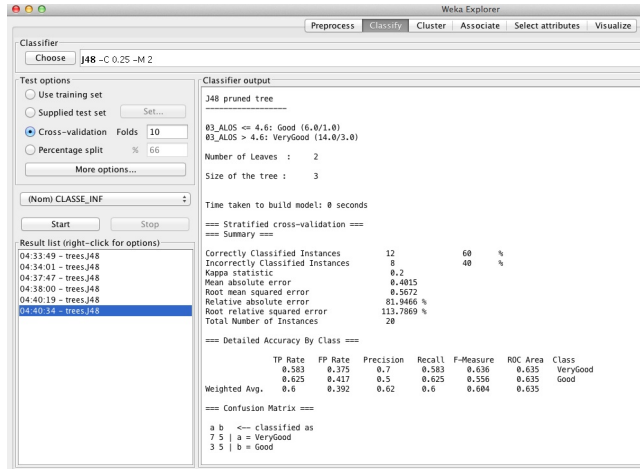 Weka Explorer
Preprocess Classify Cluster Associate Select attributes Visualize
Classifier
Choose J48 -C 0.25 -M 2
Test options
Use training set
Supplied test set Set...
Cross-validation Folds 10
Percentage split % 66
More options...
(Nom) CLASSE_INF
Start Stop
Result list (right-click for options)
04:33:49 - trees.J48
04:34:01 - trees.J48
04:37:47 - trees.J48
04:38:00 - trees.J48
04:40:19 - trees.J48
04:40:34 - trees.J48
Classifier output
J48 pruned tree
------------------
03_ALOS <= 4.6: Good (6.0/1.0)
03_ALOS > 4.6: VeryGood (14.0/3.0)
Number of Leaves : 2
Size of the tree : 3
Time taken to build model: 0 seconds
=== Stratified cross-validation ===
=== Summary ===
Correctly Classified Instances 12 60 %
Incorrectly Classified Instances 8 40 %
Kappa statistic 0.2
Mean absolute error 0.4015
Root mean squared error 0.5672
Relative absolute error 81.9466 %
Root relative squared error 113.7869 %
Total Number of Instances 20
=== Detailed Accuracy By Class ===
TP Rate FP Rate Precision Recall F-Measure ROC Area Class
0.583 0.375 0.7 0.583 0.636 0.635 VeryGood
0.625 0.417 0.5 0.625 0.556 0.635 Good
Weighted Avg. 0.6 0.392 0.62 0.6 0.604 0.635
=== Confusion Matrix ===
a b <-- classified as
7 5 | a = VeryGood
3 5 | b = Good